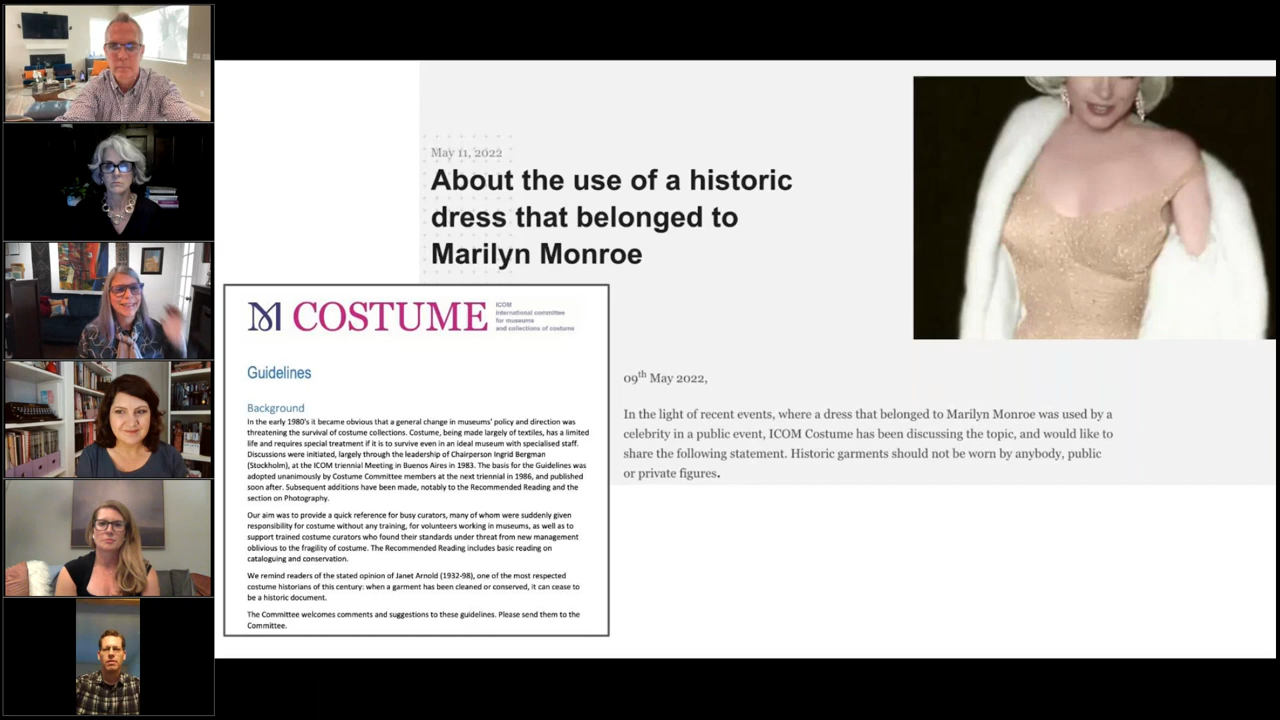 May 11, 2022
About the use of a historic
dress that belonged to
Marilyn Monroe
M COSTUME
ICOM
international committee
for museums
and collections of costume
Guidelines
Background
In the early 1980's it became obvious that a general change in museums' policy and direction was
threatening the survival of costume collections. Costume, being made largely of textiles, has a limited
life and requires special treatment if it is to survive even in an ideal museum with specialised staff.
Discussions were initiated, largely through the leadership of Chairperson Ingrid Bergman
(Stockholm), at the ICOM triennial Meeting in Buenos Aires in 1983. The basis for the Guidelines was
adopted unanimously by Costume Committee members at the next triennial in 1986, and published
soon after. Subsequent additions have been made, notably to the Recommended Reading and the
section on Photography.
Our aim was to provide a quick reference for busy curators, many of whom were suddenly given
responsibility for costume without any training, for volunteers working in museums, as well as to
support trained costume curators who found their standards under threat from new management
oblivious to the fragility of costume. The Recommended Reading includes basic reading on
cataloguing and conservation.
We remind readers of the stated opinion of Janet Arnold (1932-98), one of the most respected
costume historians of this century: when a garment has been cleaned or conserved, it can cease to
be a historic document.
The Committee welcomes comments and suggestions to these guidelines. Please send them to the
Committee.
09th May 2022,
In the light of recent events, where a dress that belonged to Marilyn Monroe was used by a
celebrity in a public event, ICOM Costume has been discussing the topic, and would like to
share the following statement. Historic garments should not be worn by anybody, public
or private figures.